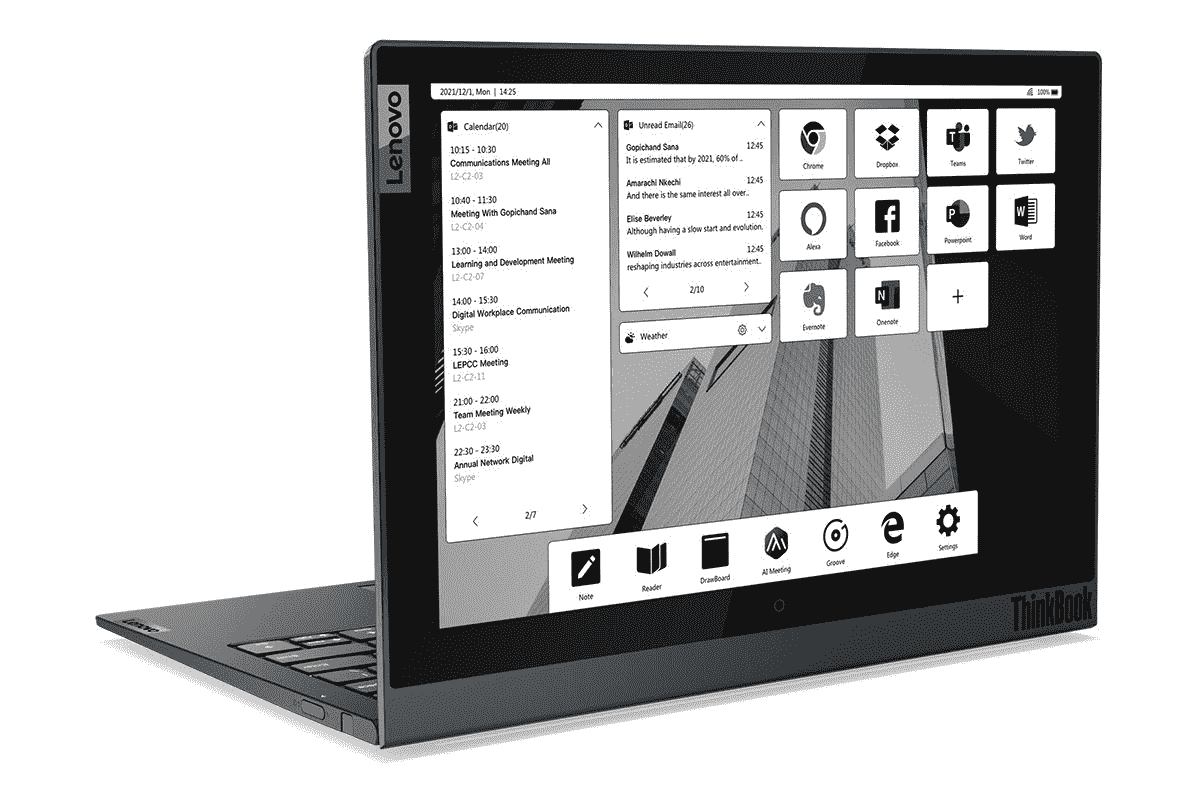 Lenovo
2021/12/1, Mon | 14:25
100%
Calendar(20)
10:15 - 10:30
Communications Meeting All
L2-C2-03
10:40 - 11:30
Meeting With Gopichand Sana
L2-C2-04
13:00 - 14:00
Learning and Development Meeting
L2-C2-07
14:00 - 15:30
Digital Workplace Communication
Skype
15:30 - 16:00
LEPCC Meeting
L2-C2-11
21:00 - 22:00
Team Meeting Weekly
L2-C2-03
22:30 - 23:30
Annual Network Digital
Skype
2/7
Unread Email(26)
Gopichand Sana 12:45
It is estimated that by 2021, 60% of ..
Amarachi Nkechi 12:45
And there is the same interest all over..
Elise Beverley 12:45
Although having a slow start and evolution.
Wilhelm Dowall 12:45
reshaping industries across entertainment..
2/10
Weather
Chrome
Dropbox
Teams
Twitter
Alexa
Facebook
Powerpoint
Word
Evernote
Onenote
Note
Reader
DrawBoard
AI Meeting
Groove
Edge
Settings
ThinkBook
Lenovo